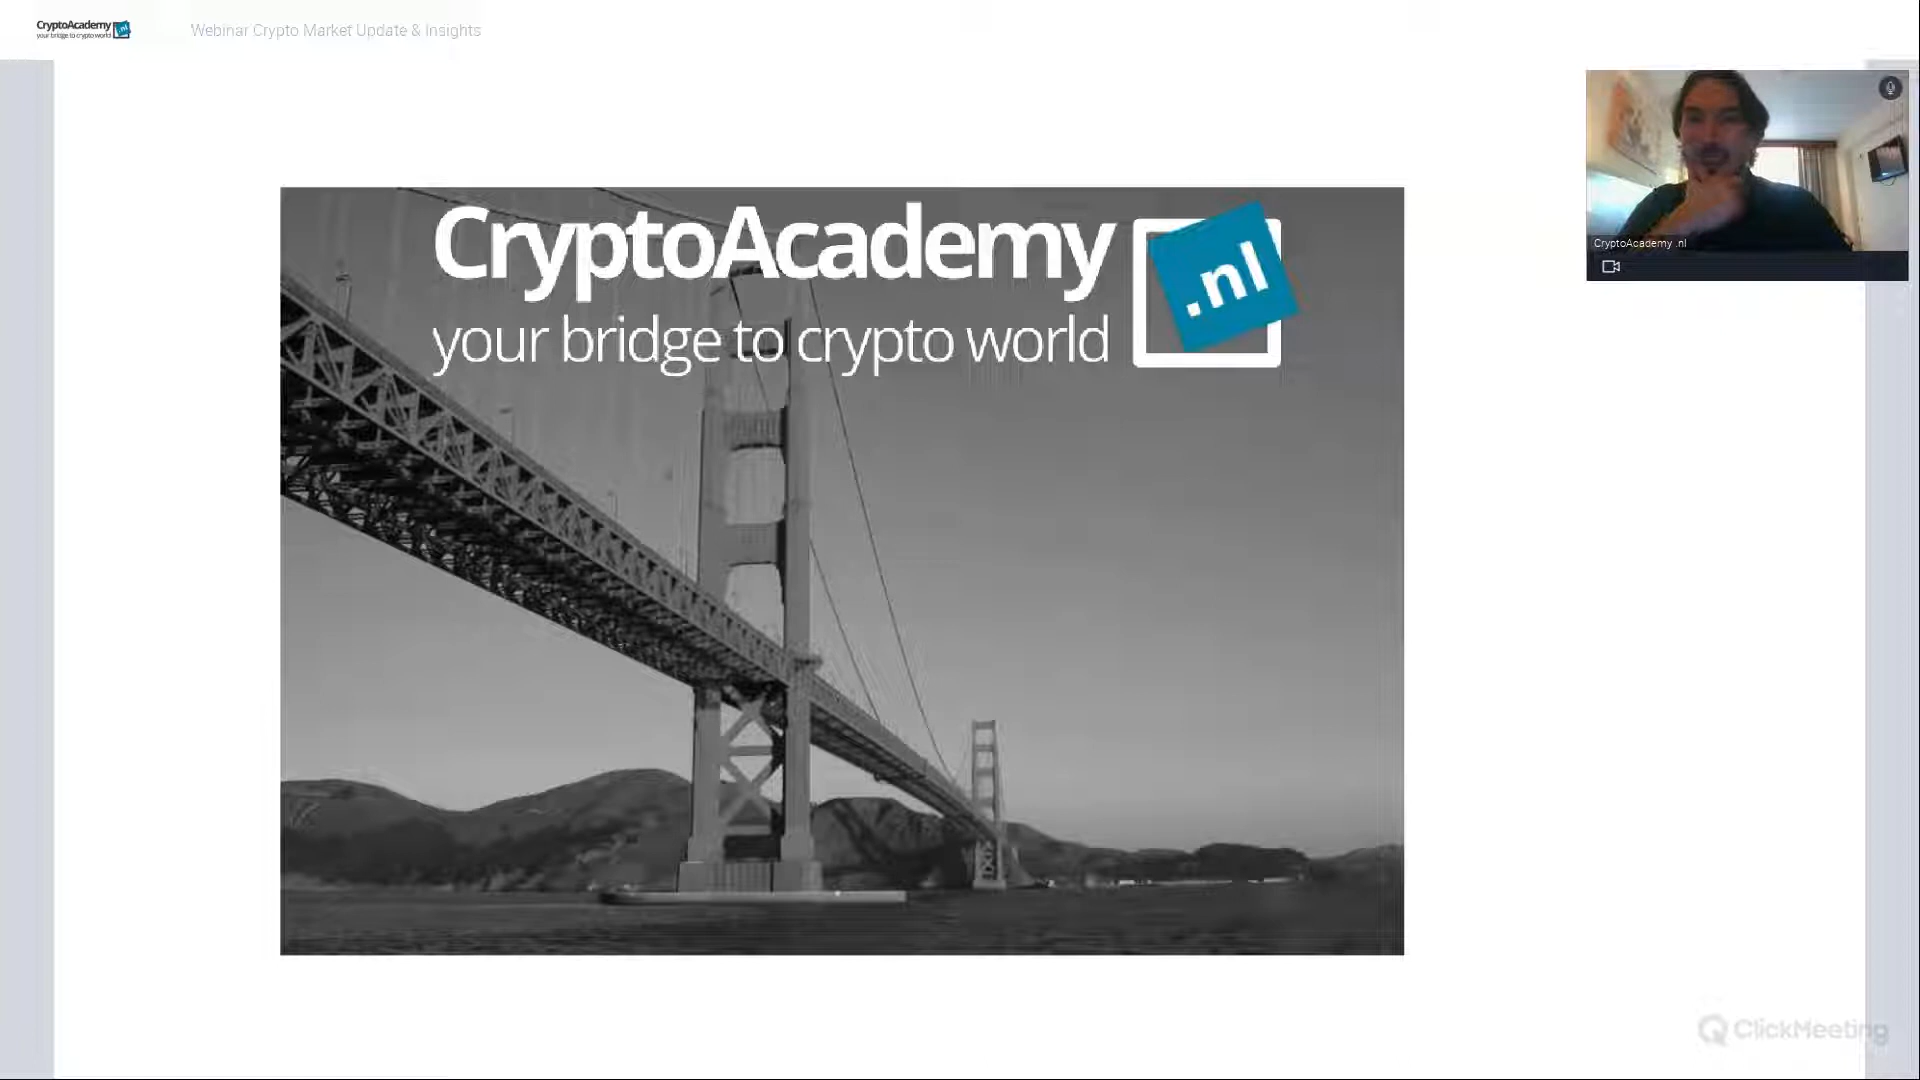 CryptoAcademy .nl
your bridge to crypto world
Webinar Crypto Market Update & Insights
CryptoAcademy .nl
your bridge to crypto world
CryptoAcademy .nl
ClickMeeting